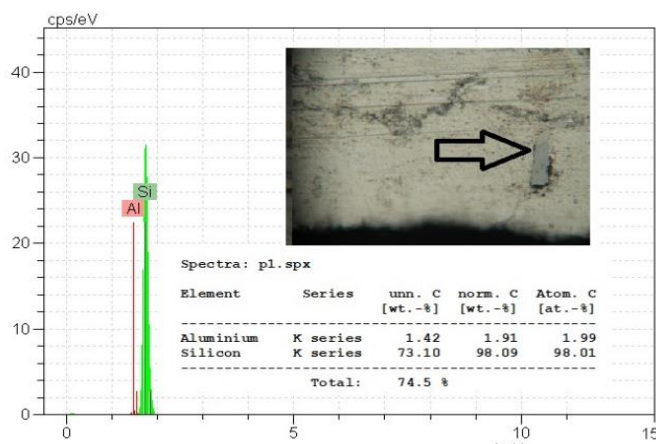 cps/eV
40
30
20
10
0
Si
Al
Spectra: p1.spx
Element Series unn. C norm. C Atom. C
[wt.-%] [wt.-%] [at.-%]
Aluminium K series 1.42 1.91 1.99
Silicon K series 73.10 98.09 98.01
Total: 74.5 %
0 5 10 15